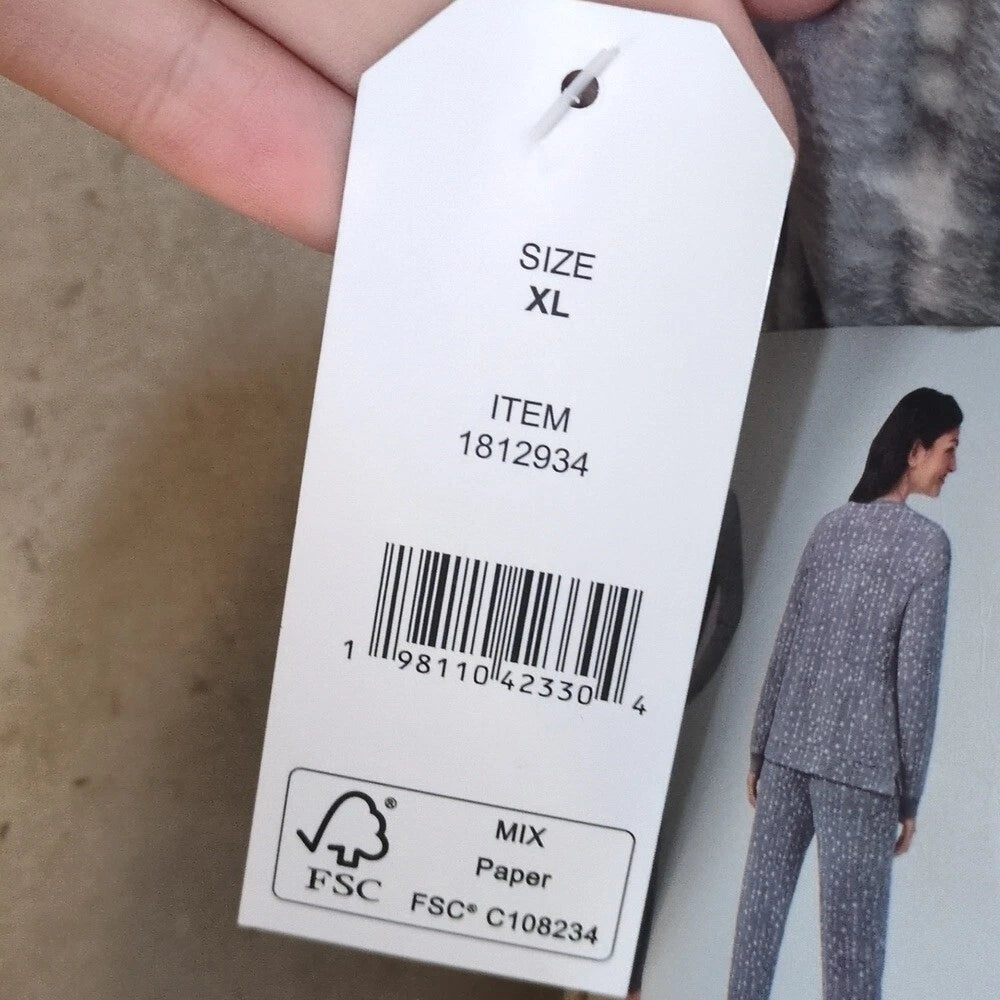 SIZE
XL
ITEM
1812934
1 98110 42330 4
®
FSC
MIX
Paper
FSC® C108234